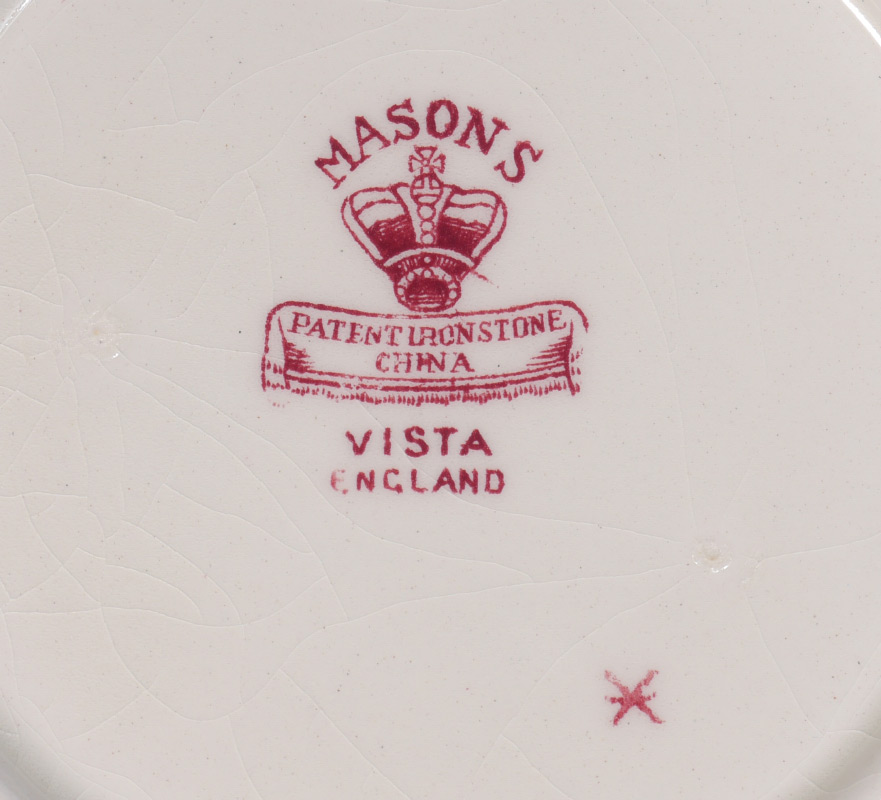 MASON'S
PATENT IRONSTONE
CHINA
VISTA
ENGLAND